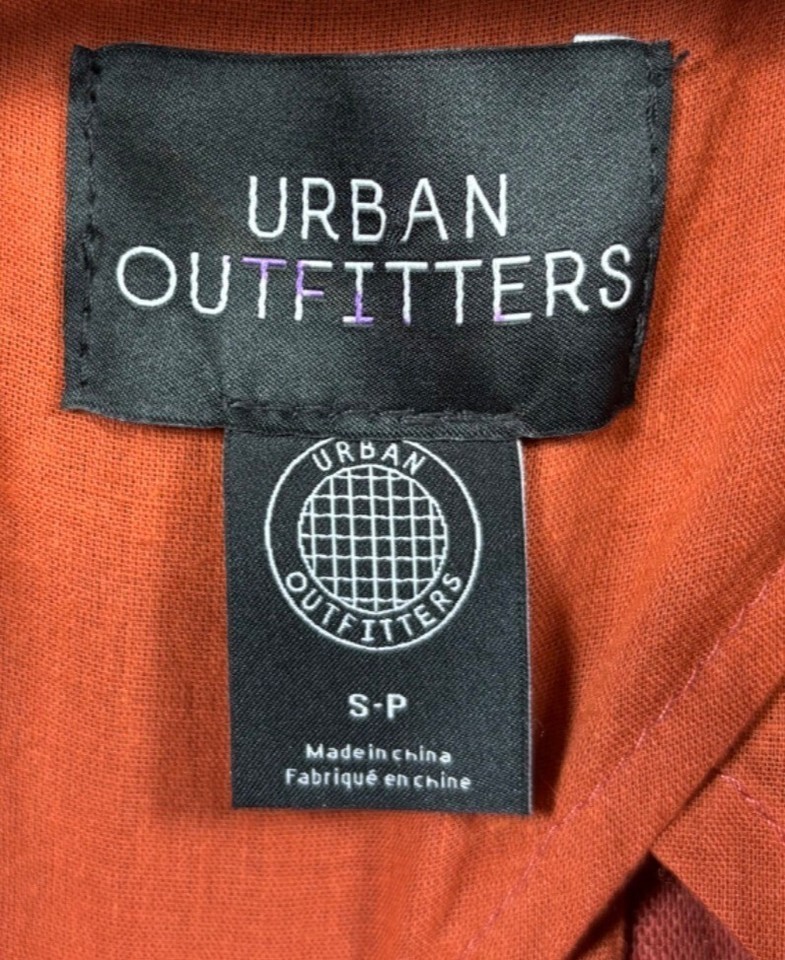 URBAN
OUTFITTERS
URBAN
OUTFITTERS
S-P
Made in china
Fabriqué en chine